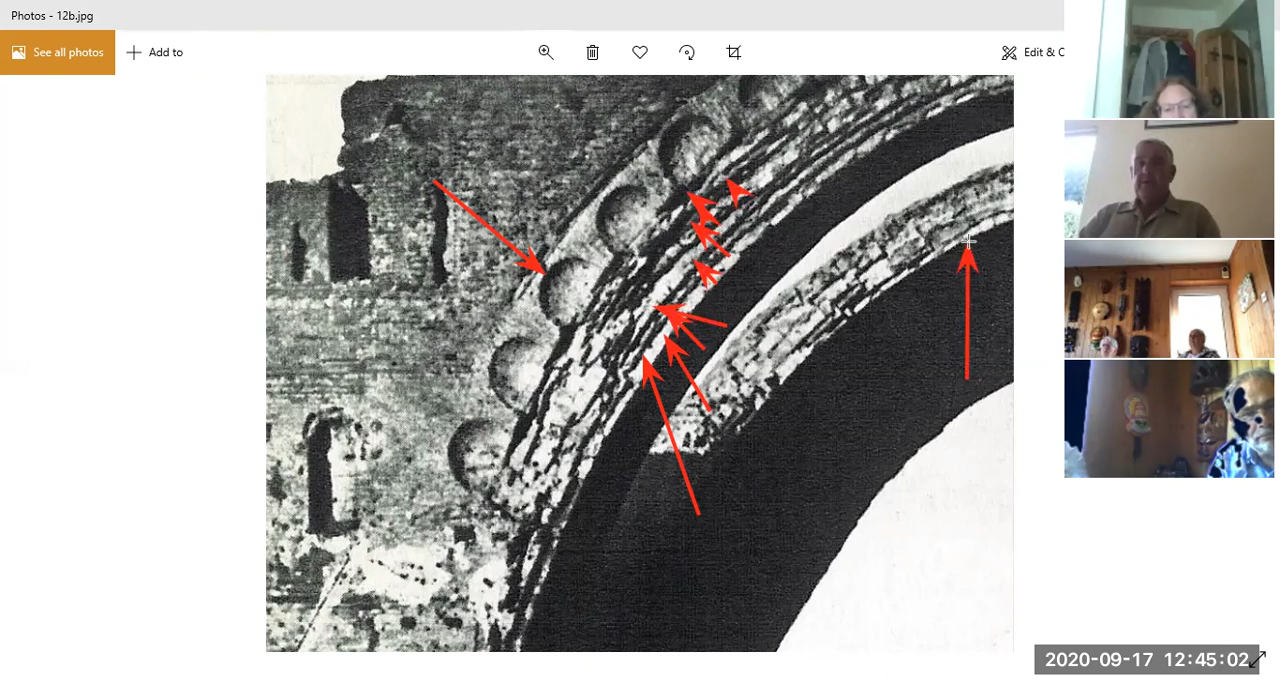 Photos - 12b.jpg
See all photos
Add to
Edit & C
2020-09-17 12:45:02